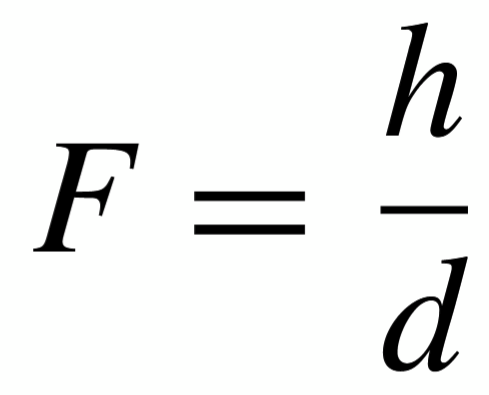 F = h/d